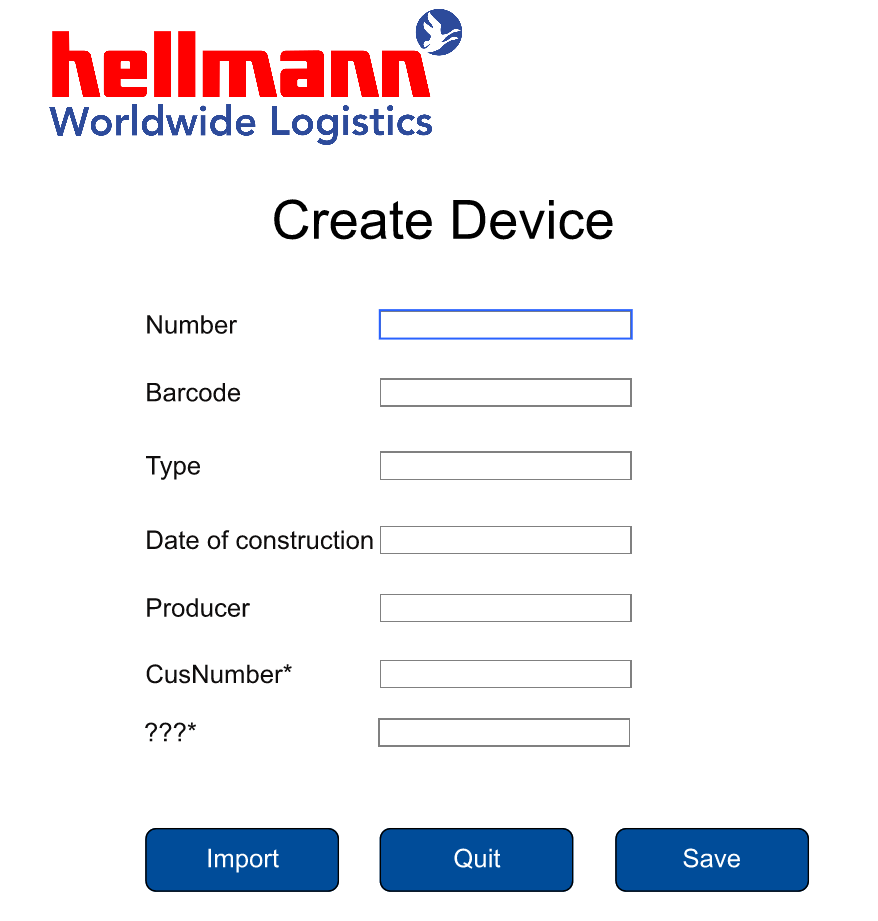 hellmann
Worldwide Logistics
Create Device
Number
Barcode
Type
Date of construction
Producer
CusNumber*
???*
Import Quit Save